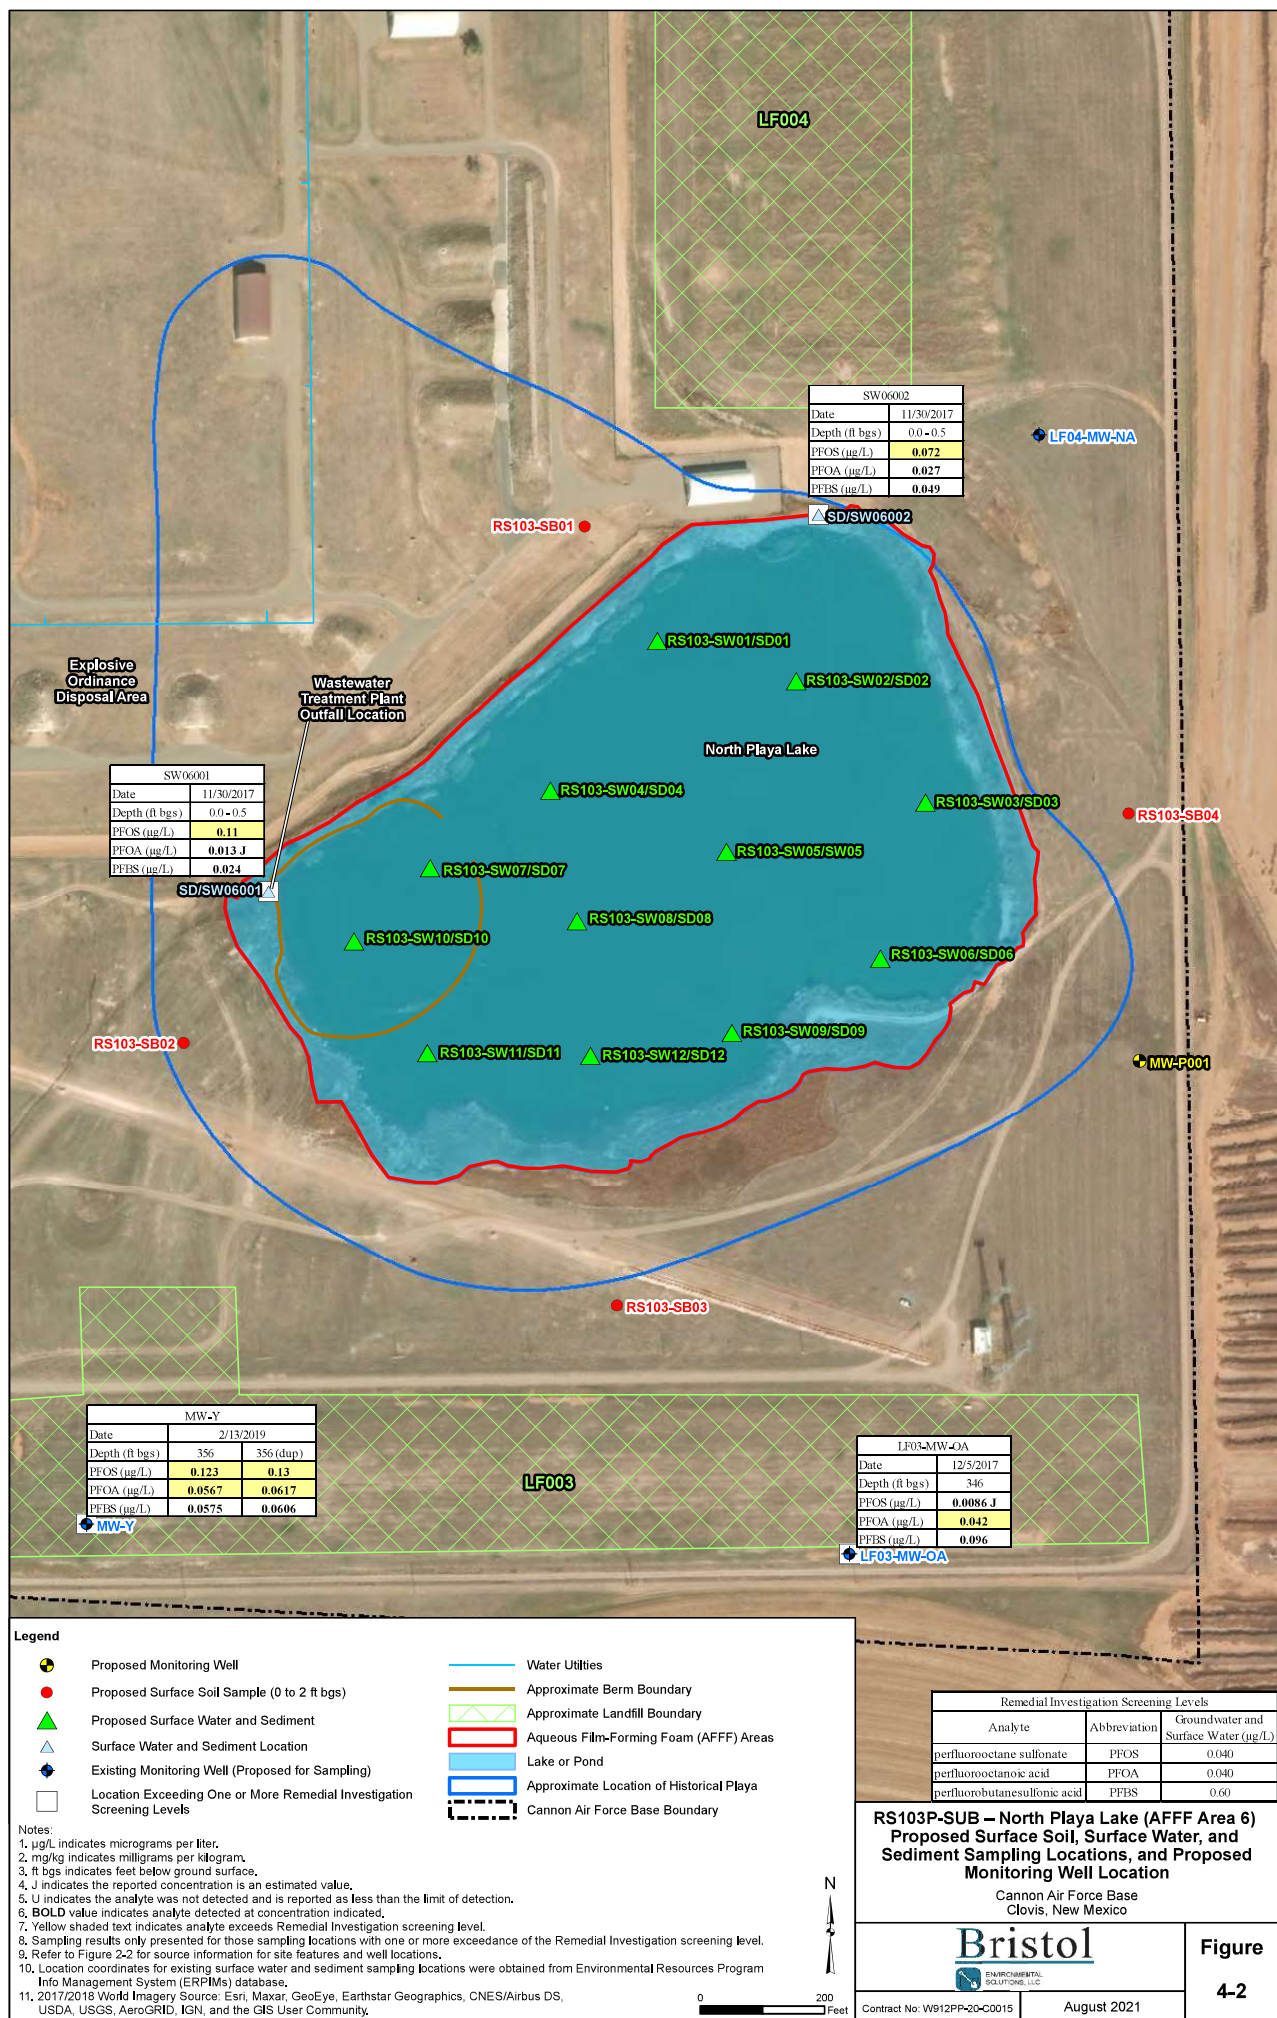 LF004
SW06002
Date 11/30/2017
Depth (ft bgs) 0.0 - 0.5
PFOS (µg/L) 0.072
PFOA (µg/L) 0.027
PFBS (µg/L) 0.049
LF04-MW-NA
SD/SW06002
RS103-SB01
RS103-SW01/SD01
RS103-SW02/SD02
Explosive
Ordinance
Disposal Area
Wastewater
Treatment Plant
Outfall Location
North Playa Lake
SW06001
Date 11/30/2017
Depth (ft bgs) 0.0 - 0.5
PFOS (µg/L) 0.11
PFOA (µg/L) 0.013 J
PFBS (µg/L) 0.024
SD/SW06001
RS103-SW04/SD04
RS103-SW03/SD03
RS103-SB04
RS103-SW05/SW05
RS103-SW07/SD07
RS103-SW08/SD08
RS103-SW10/SD10
RS103-SW06/SD06
RS103-SB02
RS103-SW09/SD09
RS103-SW11/SD11
RS103-SW12/SD12
MW-P001
RS103-SB03
MW-Y
Date 2/13/2019
Depth (ft bgs) 356 356 (dup)
PFOS (µg/L) 0.123 0.13
PFOA (µg/L) 0.0567 0.0617
PFBS (µg/L) 0.0575 0.0606
MW-Y
LF003
LF03-MW-OA
Date 12/5/2017
Depth (ft bgs) 346
PFOS (µg/L) 0.0086 J
PFOA (µg/L) 0.042
PFBS (µg/L) 0.096
LF03-MW-OA
Legend
Proposed Monitoring Well
Proposed Surface Soil Sample (0 to 2 ft bgs)
Proposed Surface Water and Sediment
Surface Water and Sediment Location
Existing Monitoring Well (Proposed for Sampling)
Location Exceeding One or More Remedial Investigation
Screening Levels
Water Utilties
Approximate Berm Boundary
Approximate Landfill Boundary
Aqueous Film-Forming Foam (AFFF) Areas
Lake or Pond
Approximate Location of Historical Playa
Cannon Air Force Base Boundary
Notes:
1. µg/L indicates micrograms per liter.
2. mg/kg indicates milligrams per kilogram.
3. ft bgs indicates feet below ground surface.
4. J indicates the reported concentration is an estimated value.
5. U indicates the analyte was not detected and is reported as less than the limit of detection.
6. BOLD value indicates analyte detected at concentration indicated.
7. Yellow shaded text indicates analyte exceeds Remedial Investigation screening level.
8. Sampling results only presented for those sampling locations with one or more exceedance of the Remedial Investigation screening level.
9. Refer to Figure 2-2 for source information for site features and well locations.
10. Location coordinates for existing surface water and sediment sampling locations were obtained from Environmental Resources Program
Info Management System (ERPIMs) database.
11. 2017/2018 World Imagery Source: Esri, Maxar, GeoEye, Earthstar Geographics, CNES/Airbus DS,
USDA, USGS, AeroGRID, IGN, and the GIS User Community.
N
0 200
Feet
Remedial Investigation Screening Levels
Analyte Abbreviation Groundwater and
Surface Water (µg/L)
perfluorooctane sulfonate PFOS 0.040
perfluorooctanoic acid PFOA 0.040
perfluorobutanesulfonic acid PFBS 0.60
RS103P-SUB – North Playa Lake (AFFF Area 6)
Proposed Surface Soil, Surface Water, and
Sediment Sampling Locations, and Proposed
Monitoring Well Location
Cannon Air Force Base
Clovis, New Mexico
Bristol
ENVIRONMENTAL
SOLUTIONS, LLC
Contract No: W912PP-20-C0015
August 2021
Figure
4-2